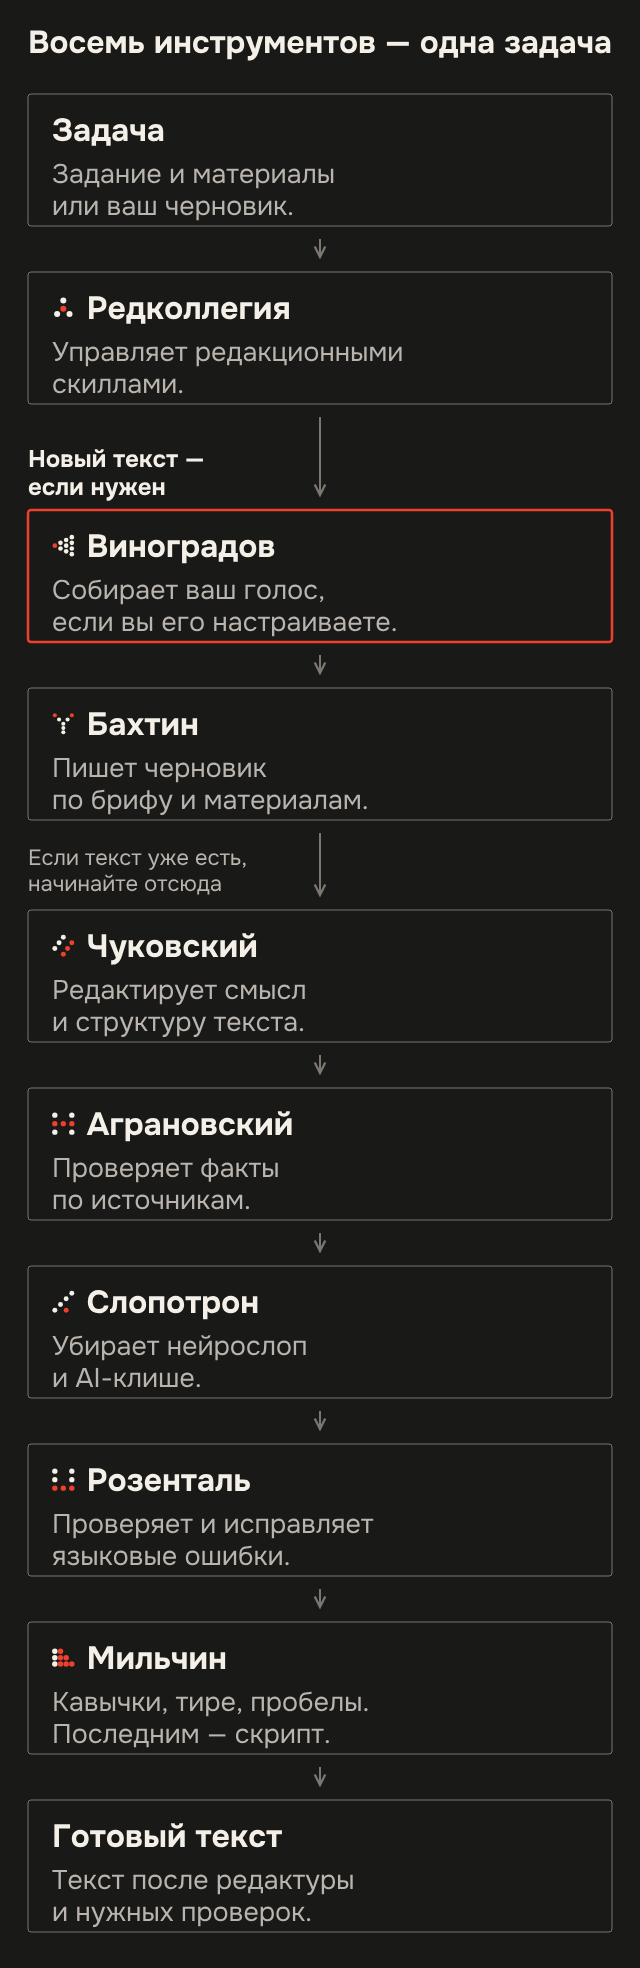 Восемь инструментов — одна задача
Задача
Задание и материалы
или ваш черновик.
Редколлегия
Управляет редакционными
скиллами.
Новый текст —
если нужен
Виноградов
Собирает ваш голос,
если вы его настраиваете.
Бахтин
Пишет черновик
по брифу и материалам.
Если текст уже есть,
начинайте отсюда
Чуковский
Редактирует смысл
и структуру текста.
Аграновский
Проверяет факты
по источникам.
Слопотрон
Убирает нейрослоп
и AI-клише.
Розенталь
Проверяет и исправляет
языковые ошибки.
Мильчин
Кавычки, тире, пробелы.
Последним — скрипт.
Готовый текст
Текст после редактуры
и нужных проверок.